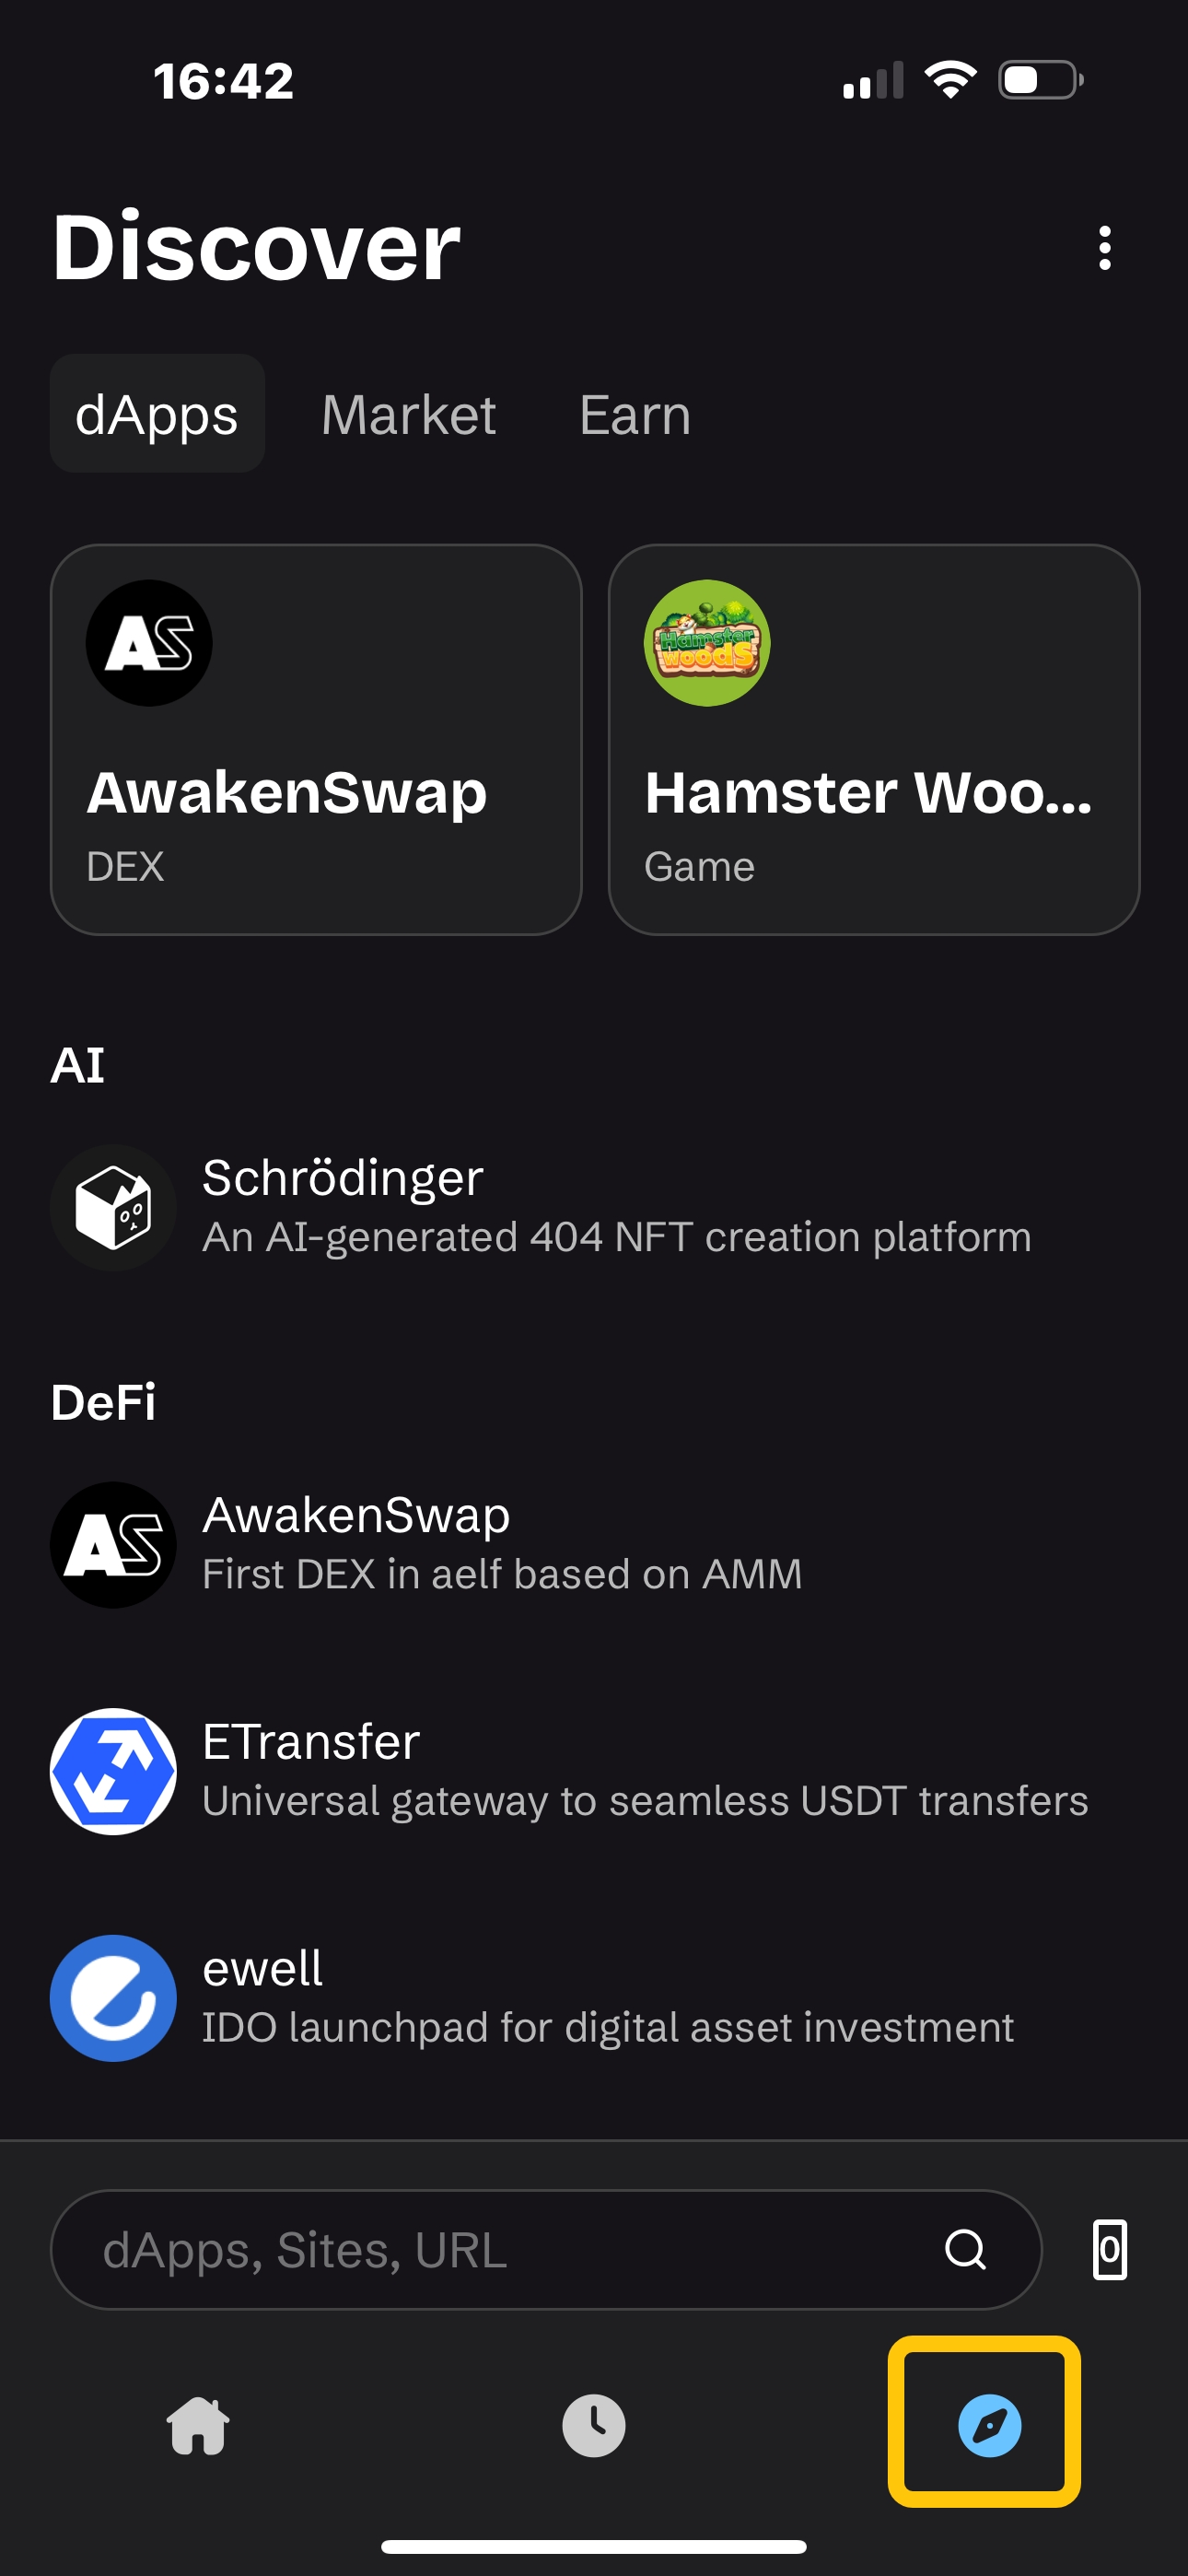 16:42
Discover
dApps Market Earn
AS
Hamster
woods
AwakenSwap
DEX
Hamster Woo...
Game
AI
Schrödinger
An AI-generated 404 NFT creation platform
DeFi
AS
AwakenSwap
First DEX in aelf based on AMM
ETransfer
Universal gateway to seamless USDT transfers
ewell
IDO launchpad for digital asset investment
dApps, Sites, URL
0